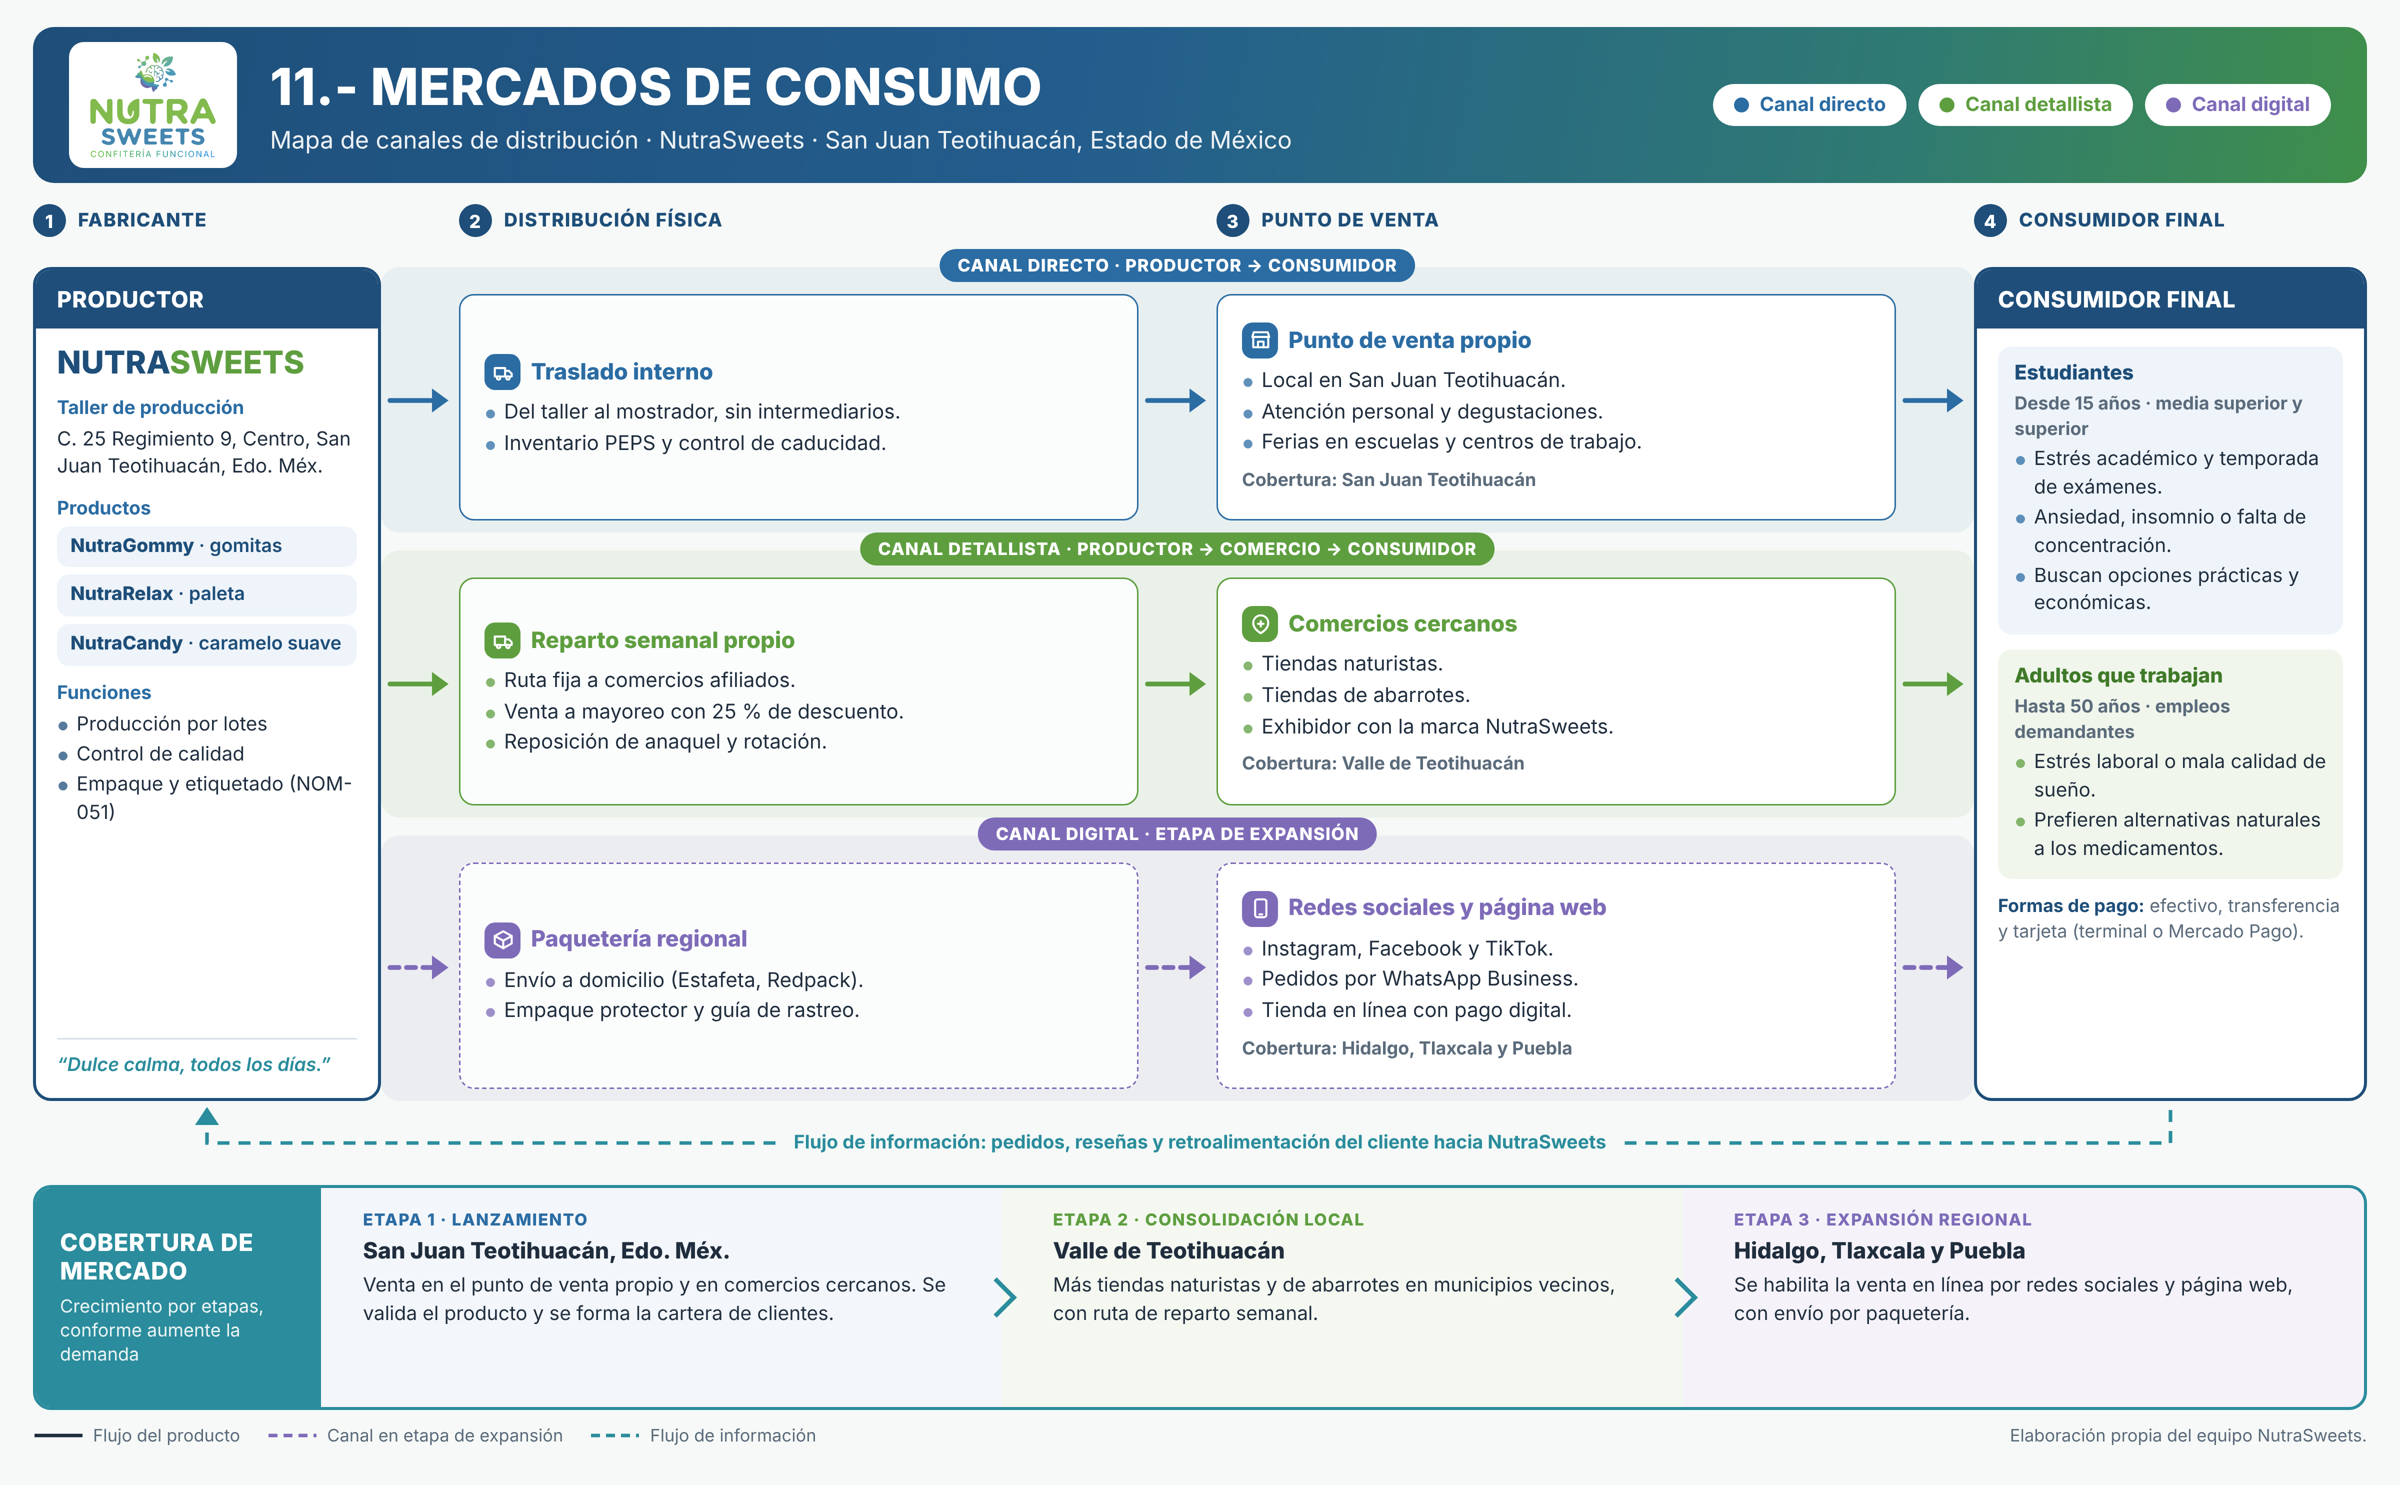 NUTRA
SWEETS
CONFITERÍA FUNCIONAL
11.- MERCADOS DE CONSUMO
Mapa de canales de distribución · NutraSweets · San Juan Teotihuacán, Estado de México
Canal directo
Canal detallista
Canal digital
1 FABRICANTE
2 DISTRIBUCIÓN FÍSICA
3 PUNTO DE VENTA
4 CONSUMIDOR FINAL
PRODUCTOR
NUTRASWEETS
Taller de producción
C. 25 Regimiento 9, Centro, San
Juan Teotihuacán, Edo. Méx.
Productos
NutraGommy · gomitas
NutraRelax · paleta
NutraCandy · caramelo suave
Funciones
Producción por lotes
Control de calidad
Empaque y etiquetado (NOM-
051)
“Dulce calma, todos los días.”
CANAL DIRECTO · PRODUCTOR → CONSUMIDOR
Traslado interno
Del taller al mostrador, sin intermediarios.
Inventario PEPS y control de caducidad.
Punto de venta propio
Local en San Juan Teotihuacán.
Atención personal y degustaciones.
Ferias en escuelas y centros de trabajo.
Cobertura: San Juan Teotihuacán
CANAL DETALLISTA · PRODUCTOR → COMERCIO → CONSUMIDOR
Reparto semanal propio
Ruta fija a comercios afiliados.
Venta a mayoreo con 25 % de descuento.
Reposición de anaquel y rotación.
Comercios cercanos
Tiendas naturistas.
Tiendas de abarrotes.
Exhibidor con la marca NutraSweets.
Cobertura: Valle de Teotihuacán
CANAL DIGITAL · ETAPA DE EXPANSIÓN
Paquetería regional
Envío a domicilio (Estafeta, Redpack).
Empaque protector y guía de rastreo.
Redes sociales y página web
Instagram, Facebook y TikTok.
Pedidos por WhatsApp Business.
Tienda en línea con pago digital.
Cobertura: Hidalgo, Tlaxcala y Puebla
CONSUMIDOR FINAL
Estudiantes
Desde 15 años · media superior y
superior
Estrés académico y temporada
de exámenes.
Ansiedad, insomnio o falta de
concentración.
Buscan opciones prácticas y
económicas.
Adultos que trabajan
Hasta 50 años · empleos
demandantes
Estrés laboral o mala calidad de
sueño.
Prefieren alternativas naturales
a los medicamentos.
Formas de pago: efectivo, transferencia
y tarjeta (terminal o Mercado Pago).
Flujo de información: pedidos, reseñas y retroalimentación del cliente hacia NutraSweets
COBERTURA DE
MERCADO
Crecimiento por etapas,
conforme aumente la
demanda
ETAPA 1 · LANZAMIENTO
San Juan Teotihuacán, Edo. Méx.
Venta en el punto de venta propio y en comercios cercanos. Se
valida el producto y se forma la cartera de clientes.
ETAPA 2 · CONSOLIDACIÓN LOCAL
Valle de Teotihuacán
Más tiendas naturistas y de abarrotes en municipios vecinos,
con ruta de reparto semanal.
ETAPA 3 · EXPANSIÓN REGIONAL
Hidalgo, Tlaxcala y Puebla
Se habilita la venta en línea por redes sociales y página web,
con envío por paquetería.
Flujo del producto
Canal en etapa de expansión
Flujo de información
Elaboración propia del equipo NutraSweets.